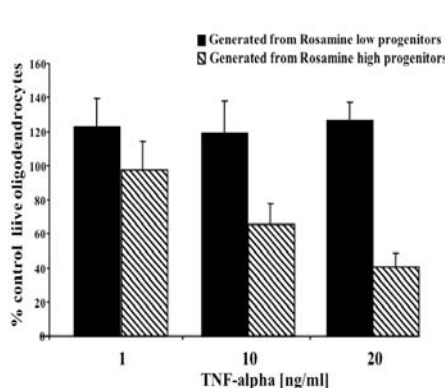 Generated from Rosamine low progenitors
Generated from Rosamine high progenitors
% control liive oligodendrocytes
160
140
120
100
80
60
40
20
0
1 10 20
TNF-alpha [ng/ml]